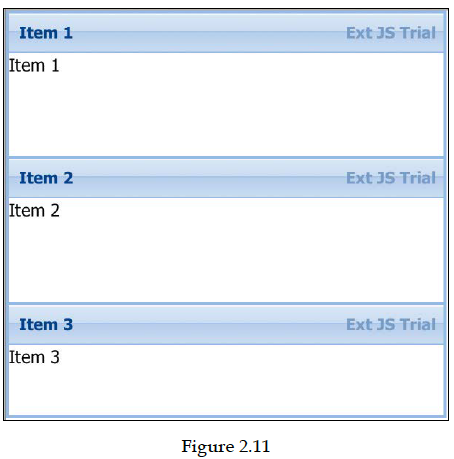 Item 1 Ext JS Trial
Item 1
Item 2 Ext JS Trial
Item 2
Item 3 Ext JS Trial
Item 3
Figure 2.11